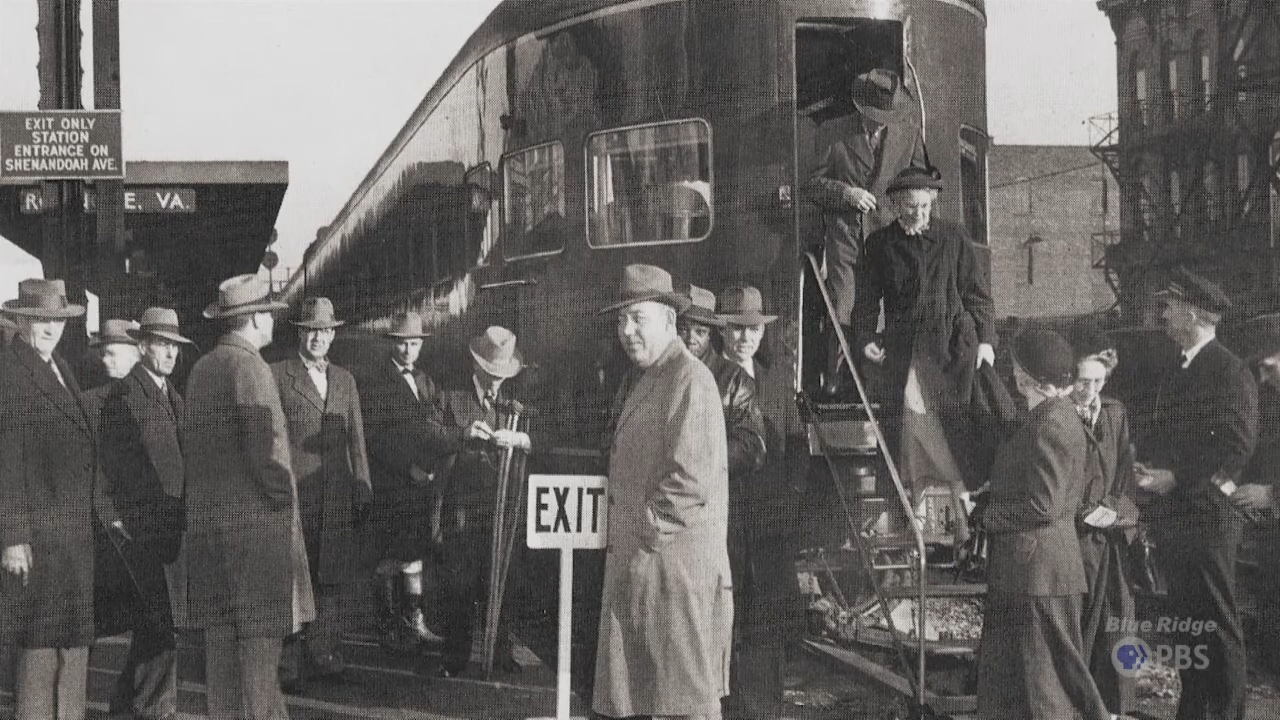 EXIT ONLY
STATION
ENTRANCE ON
SHENANDOAH AVE.
E. VA.
EXIT
Blue Ridge
PBS